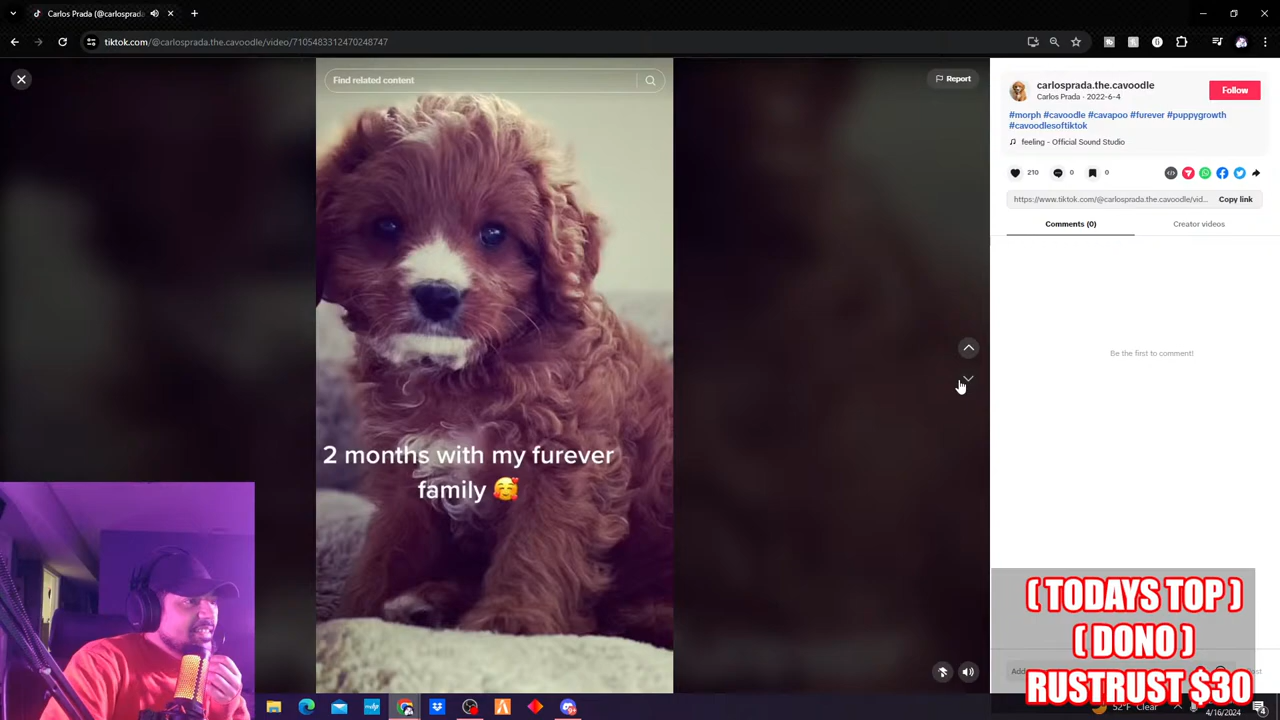 Carlos Prada (@carlosprada.the
tiktok.com/@carlosprada.the.cavoodle/video/7105483312470248747
Find related content
Report
2 months with my furever
family 🥰
carlosprada.the.cavoodle
Carlos Prada · 2022-6-4
Follow
#morph #cavoodle #cavapoo #furever #puppygrowth
#cavoodlesoftiktok
feeling - Official Sound Studio
210
0
0
https://www.tiktok.com/@carlosprada.the.cavoodle/vid...
Copy link
Comments (0)
Creator videos
Be the first to comment!
( TODAYS TOP )
( DONO )
RUSTRUST $30
52°F Clear
4/16/2024